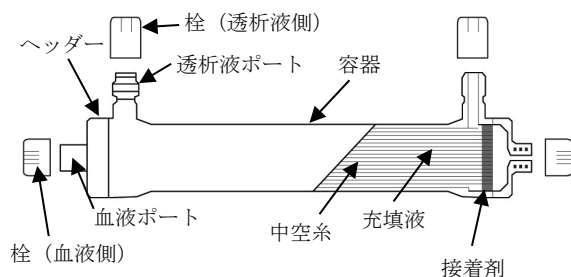 栓（透析液側）
ヘッダー
透析液ポート
容器
血液ポート
中空糸
充填液
栓（血液側）
接着剤